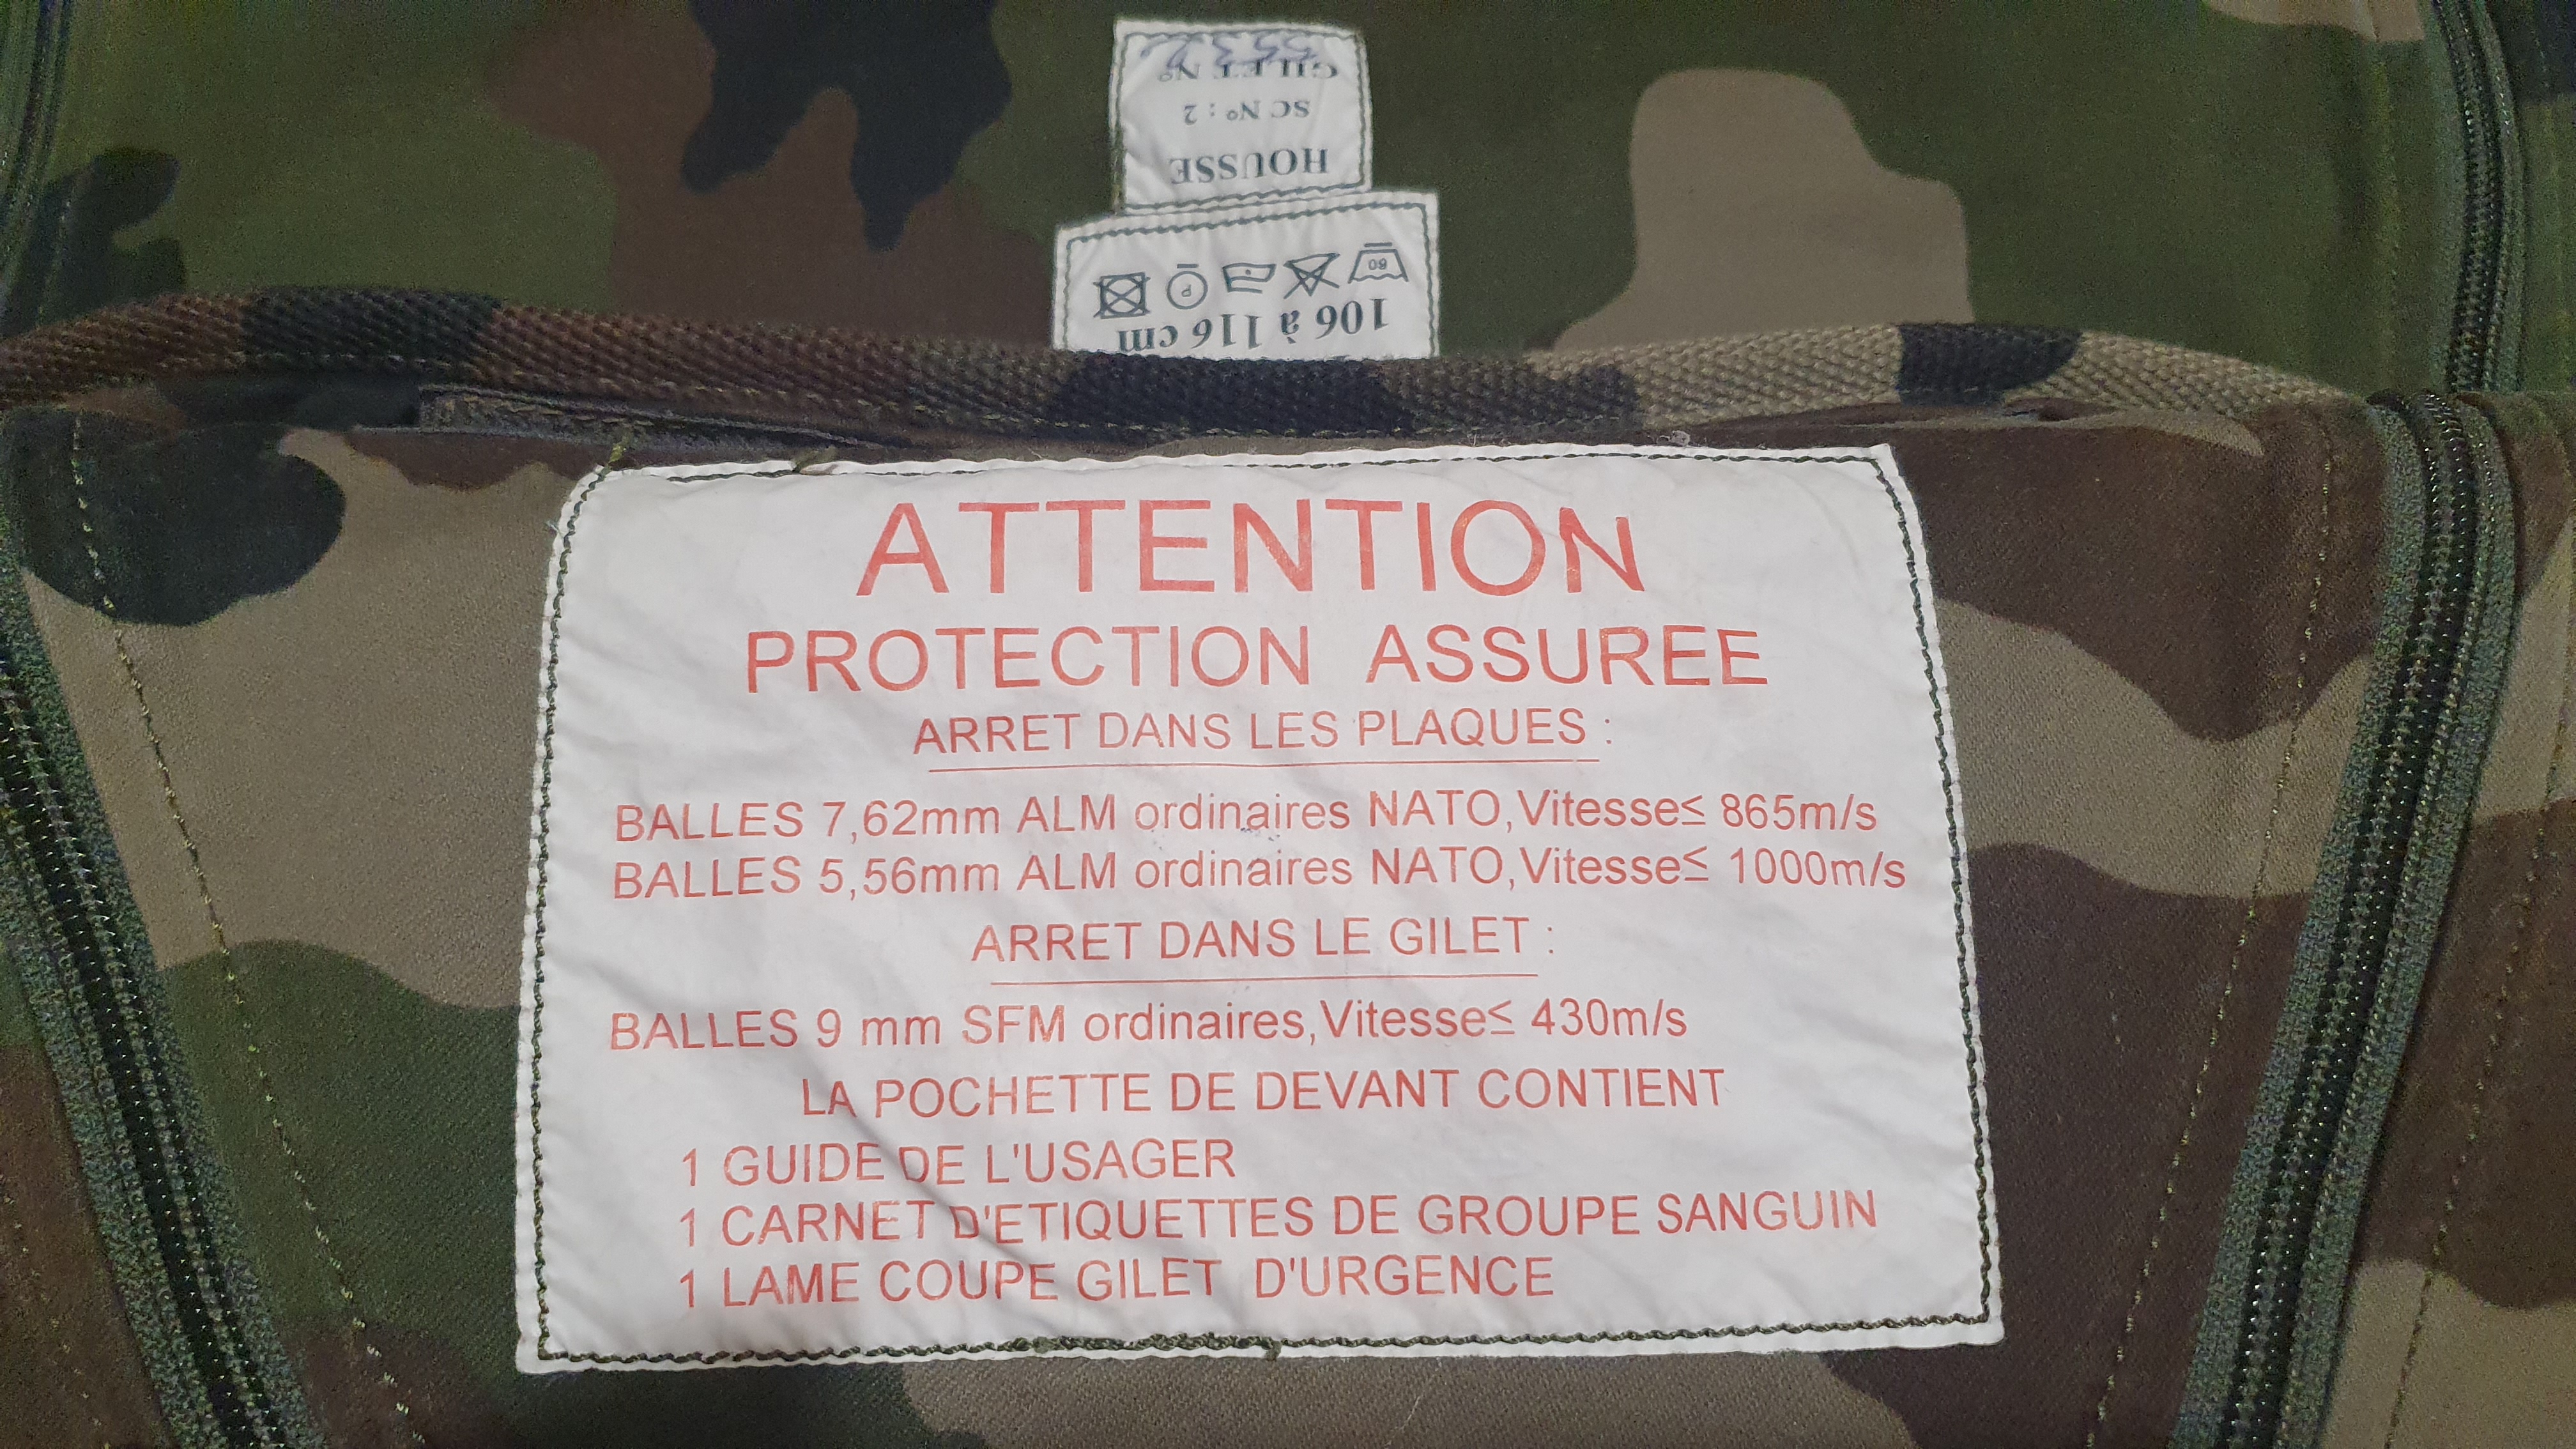 GILET N°
SC N° : 2
HOUSSE
60 P
106 à 116 cm
ATTENTION
PROTECTION ASSUREE
ARRET DANS LES PLAQUES :
BALLES 7,62mm ALM ordinaires NATO,Vitesse≤ 865m/s
BALLES 5,56mm ALM ordinaires NATO,Vitesse≤ 1000m/s
ARRET DANS LE GILET :
BALLES 9 mm SFM ordinaires,Vitesse≤ 430m/s
LA POCHETTE DE DEVANT CONTIENT
1 GUIDE DE L'USAGER
1 CARNET D'ETIQUETTES DE GROUPE SANGUIN
1 LAME COUPE GILET D'URGENCE